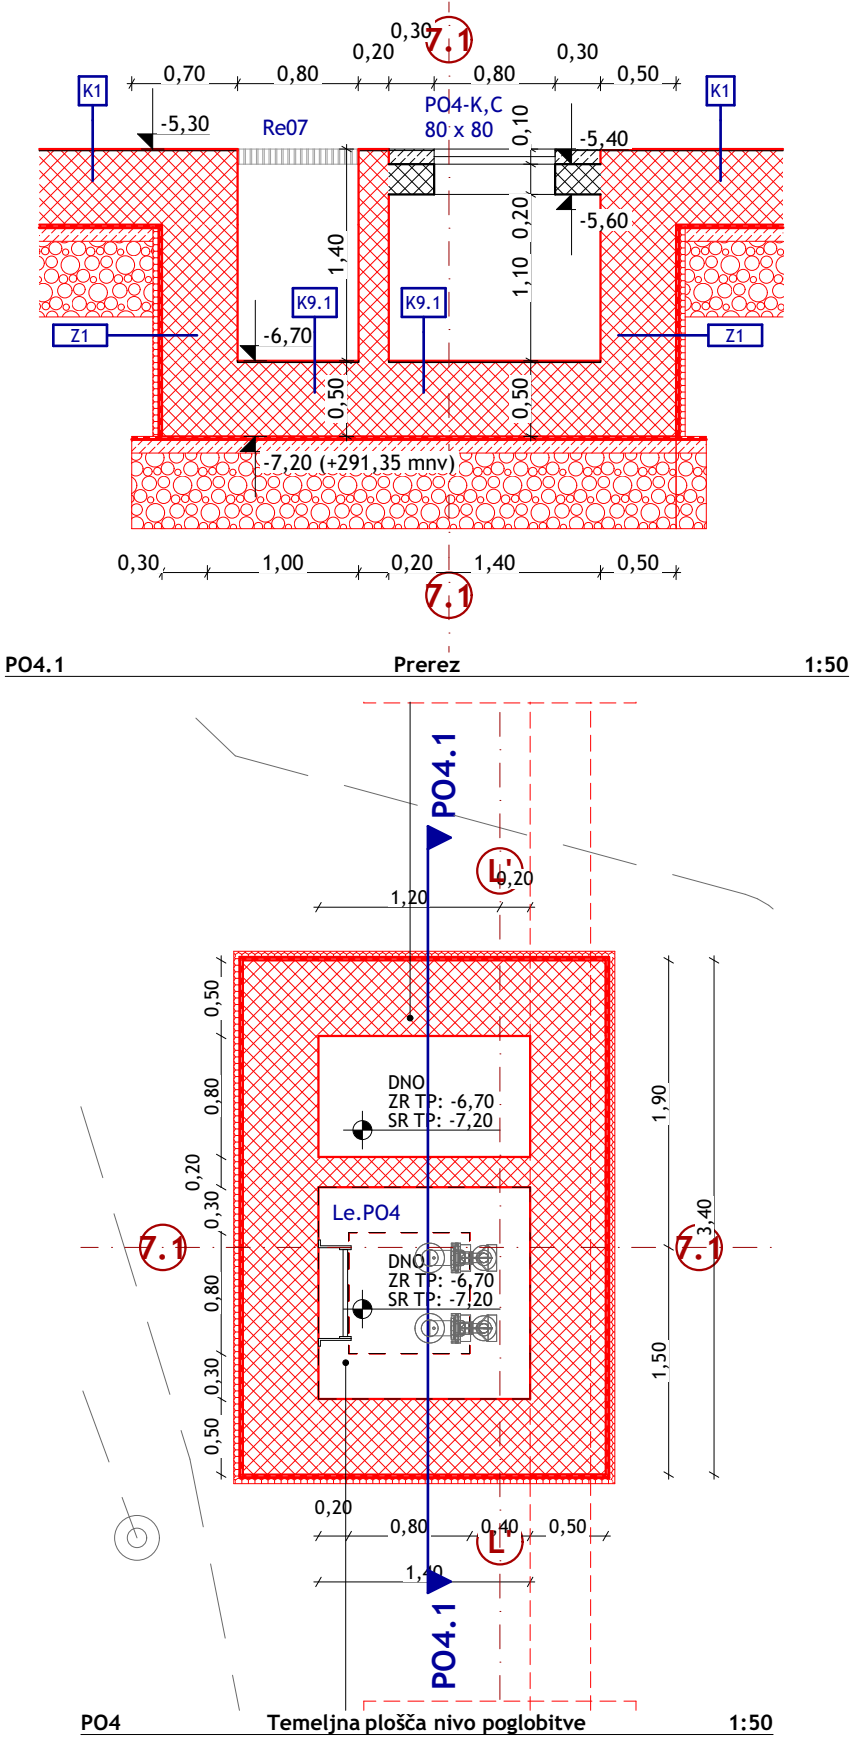 0,30
7.1
0,20
0,30
0,70
0,80
0,80
0,50
K1
K1
PO4-K,C
80 x 80
-5,30
Re07
0,10
-5,40
0,20
-5,60
1,40
1,10
K9.1
K9.1
Z1
Z1
-6,70
0,50
0,50
-7,20 (+291,35 mnv)
0,30
1,00
0,20
1,40
0,50
7.1
PO4.1 Prerez 1:50
PO4.1
L'
0,20
1,20
0,50
0,80
0,20
0,30
0,80
0,30
0,50
DNO
ZR TP: -6,70
SR TP: -7,20
1,90
3,40
1,50
Le.PO4
7.1
7.1
DNO
ZR TP: -6,70
SR TP: -7,20
0,20
0,80
0,40
0,50
L'
1,40
PO4.1
PO4 Temeljna plošča nivo poglobitve 1:50